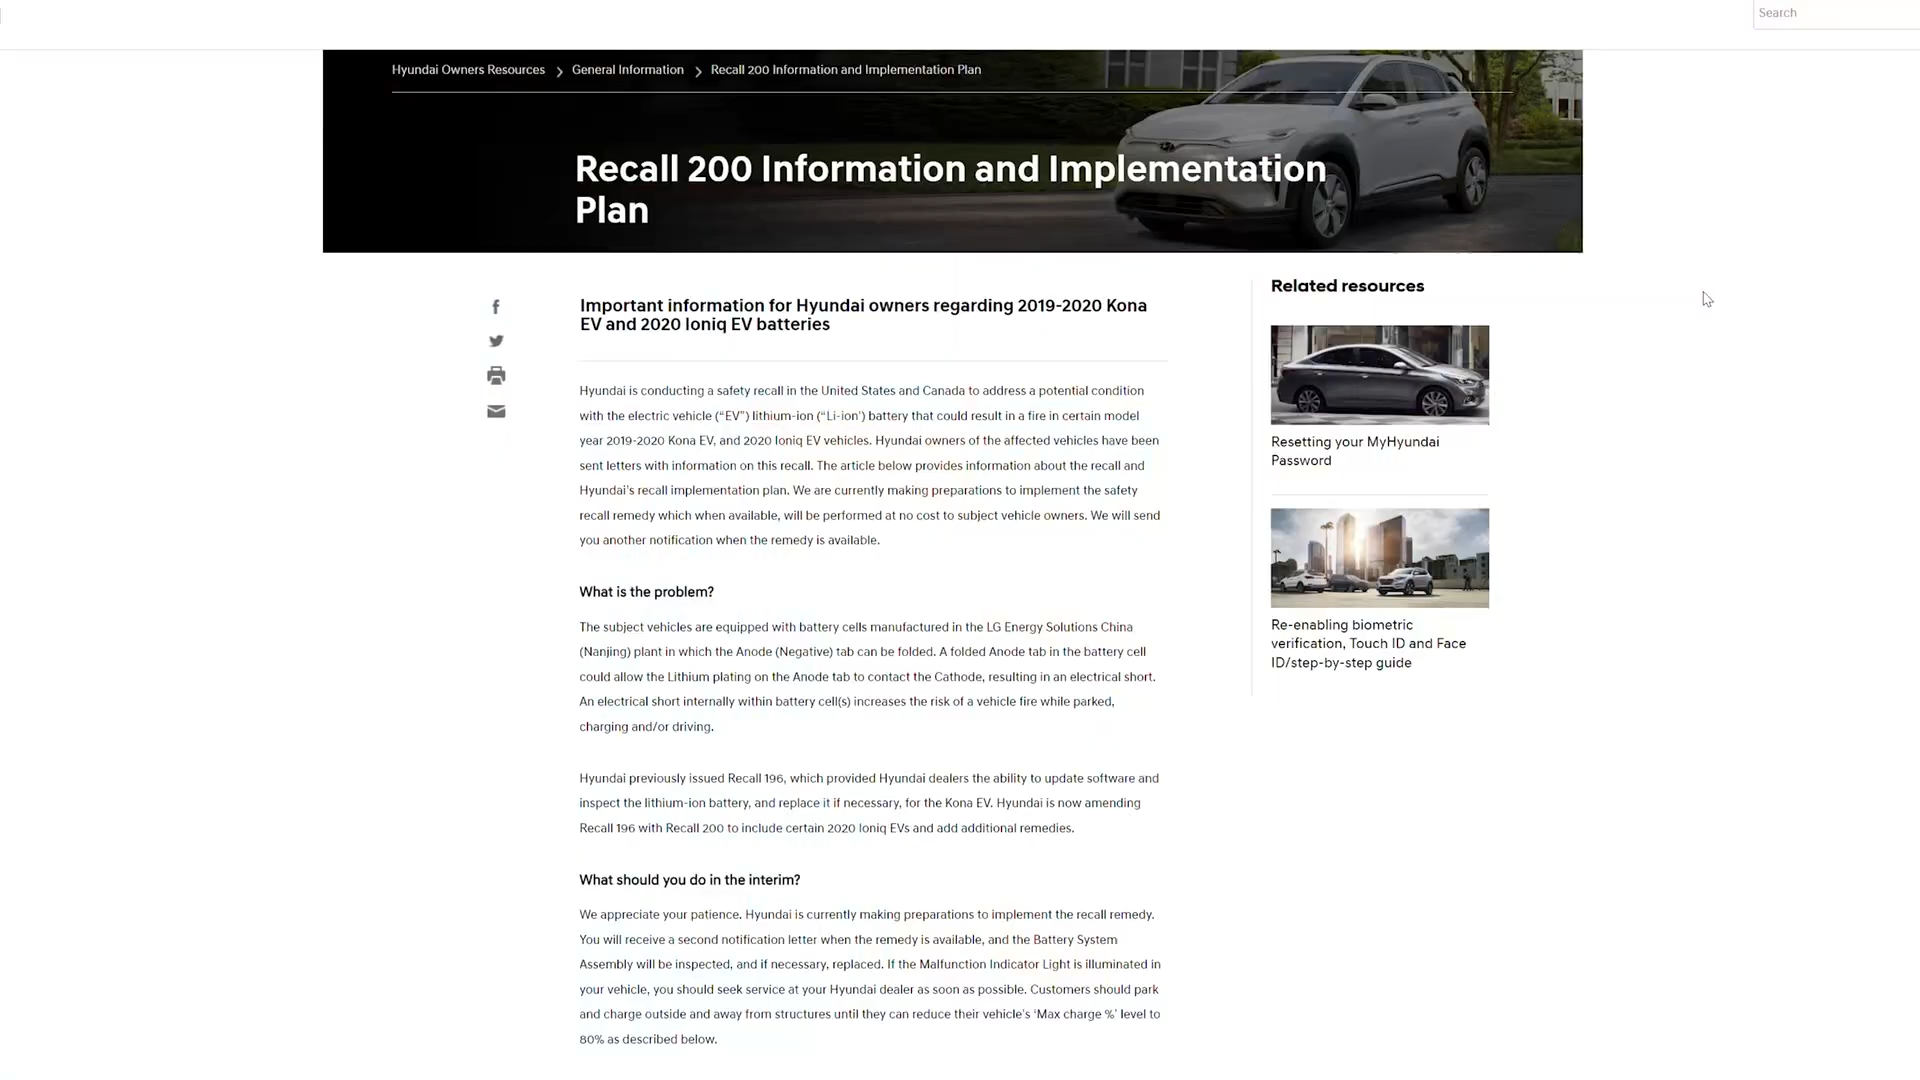 Search
Hyundai Owners Resources > General Information > Recall 200 Information and Implementation Plan
Recall 200 Information and Implementation
Plan
Important information for Hyundai owners regarding 2019-2020 Kona
EV and 2020 Ioniq EV batteries
Hyundai is conducting a safety recall in the United States and Canada to address a potential condition
with the electric vehicle (“EV”) lithium-ion (“Li-ion’) battery that could result in a fire in certain model
year 2019-2020 Kona EV, and 2020 Ioniq EV vehicles. Hyundai owners of the affected vehicles have been
sent letters with information on this recall. The article below provides information about the recall and
Hyundai’s recall implementation plan. We are currently making preparations to implement the safety
recall remedy which when available, will be performed at no cost to subject vehicle owners. We will send
you another notification when the remedy is available.
What is the problem?
The subject vehicles are equipped with battery cells manufactured in the LG Energy Solutions China
(Nanjing) plant in which the Anode (Negative) tab can be folded. A folded Anode tab in the battery cell
could allow the Lithium plating on the Anode tab to contact the Cathode, resulting in an electrical short.
An electrical short internally within battery cell(s) increases the risk of a vehicle fire while parked,
charging and/or driving.
Hyundai previously issued Recall 196, which provided Hyundai dealers the ability to update software and
inspect the lithium-ion battery, and replace it if necessary, for the Kona EV. Hyundai is now amending
Recall 196 with Recall 200 to include certain 2020 Ioniq EVs and add additional remedies.
What should you do in the interim?
We appreciate your patience. Hyundai is currently making preparations to implement the recall remedy.
You will receive a second notification letter when the remedy is available, and the Battery System
Assembly will be inspected, and if necessary, replaced. If the Malfunction Indicator Light is illuminated in
your vehicle, you should seek service at your Hyundai dealer as soon as possible. Customers should park
and charge outside and away from structures until they can reduce their vehicle’s ‘Max charge %’ level to
80% as described below.
Related resources
Resetting your MyHyundai
Password
Re-enabling biometric
verification, Touch ID and Face
ID/step-by-step guide